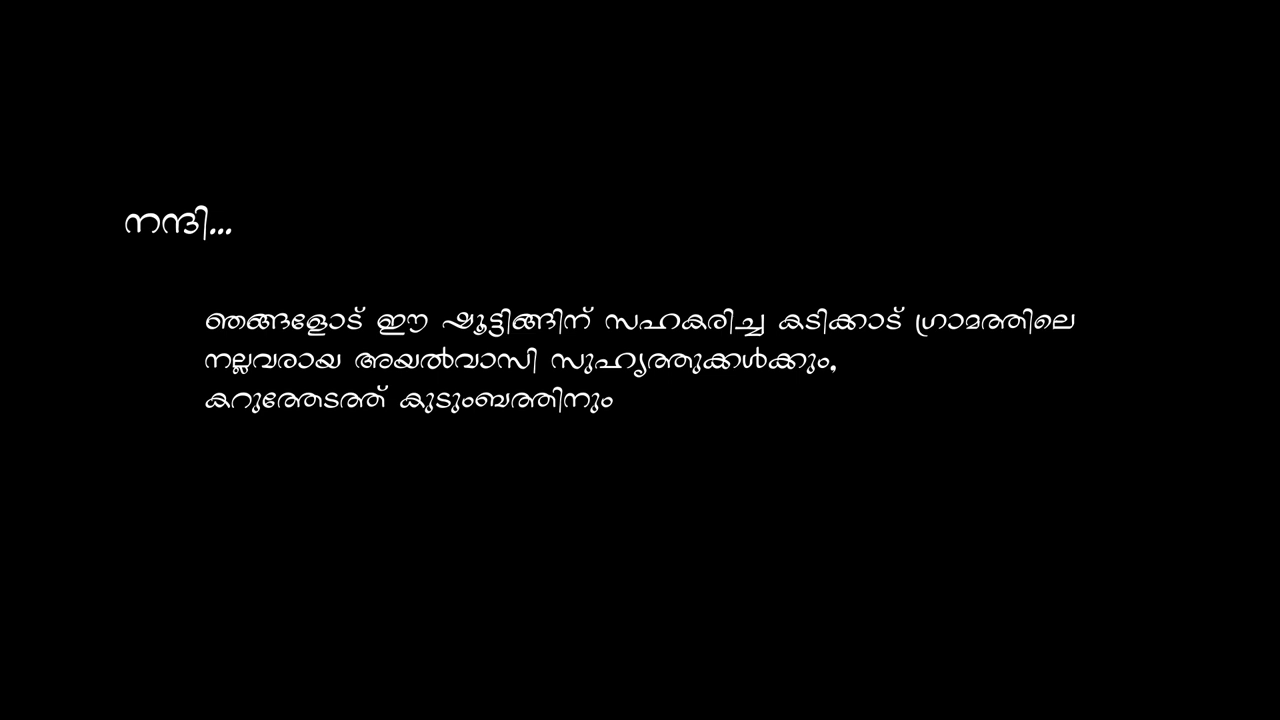 നന്ദി...
ഞങ്ങളോട് ഈ ഷൂട്ടിങ്ങിന് സഹകരിച്ച കടിക്കാട് ഗ്രാമത്തിലെ
നല്ലവരായ അയൽവാസി സുഹൃത്തുക്കൾക്കും,
കറുത്തേടത്ത് കുടുംബത്തിനും